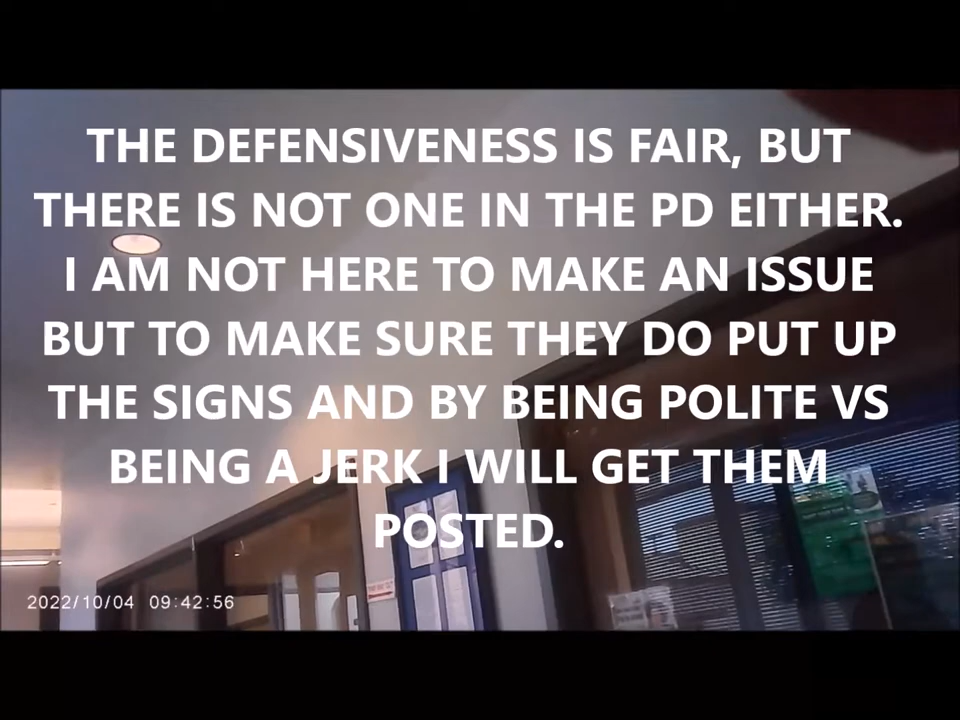 THE DEFENSIVENESS IS FAIR, BUT
THERE IS NOT ONE IN THE PD EITHER.
I AM NOT HERE TO MAKE AN ISSUE
BUT TO MAKE SURE THEY DO PUT UP
THE SIGNS AND BY BEING POLITE VS
BEING A JERK I WILL GET THEM
POSTED.
2022/10/04 09:42:56